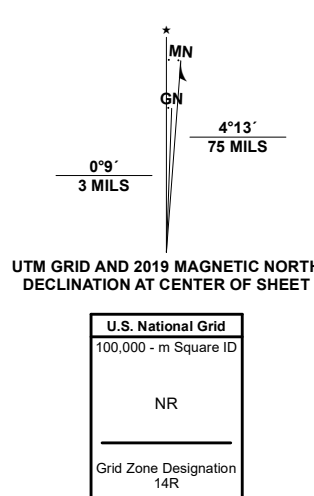 MN
GN
4°13´
75 MILS
0°9´
3 MILS
UTM GRID AND 2019 MAGNETIC NORTH
DECLINATION AT CENTER OF SHEET
U.S. National Grid
100,000 - m Square ID
NR
Grid Zone Designation
14R